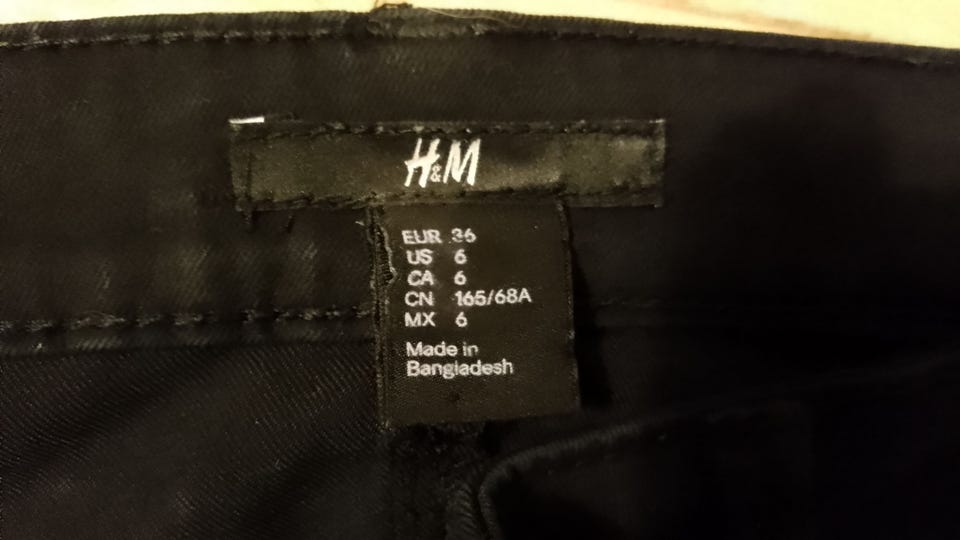 H&M
EUR 36
US 6
CA 6
CN 165/68A
MX 6
Made in
Bangladesh